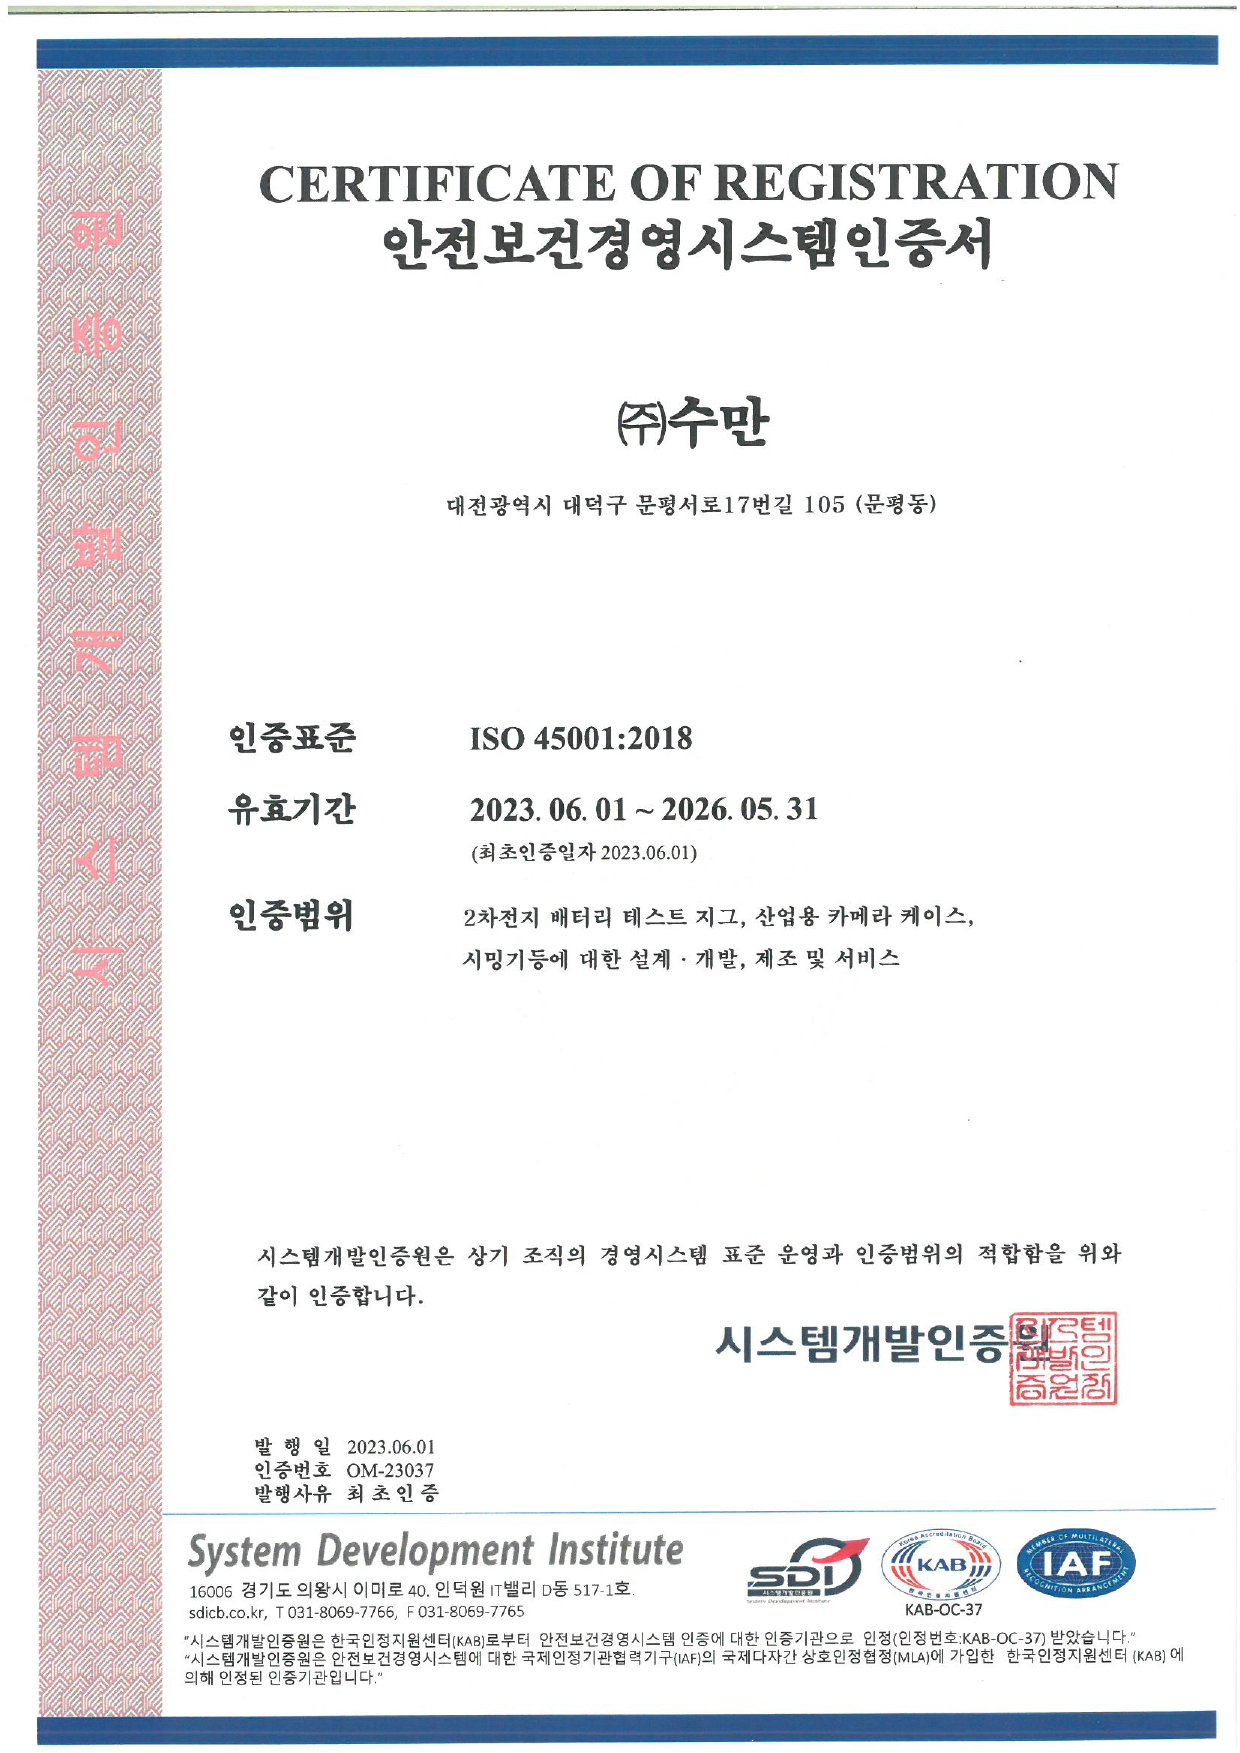 CERTIFICATE OF REGISTRATION
안전보건경영시스템인증서
㈜수만
대전광역시 대덕구 문평서로17번길 105 (문평동)
인증표준 ISO 45001:2018
유효기간 2023. 06. 01 ~ 2026. 05. 31
(최초인증일자 2023.06.01)
인증범위 2차전지 배터리 테스트 지그, 산업용 카메라 케이스,
시밍기등에 대한 설계 · 개발, 제조 및 서비스
시스템개발인증원은 상기 조직의 경영시스템 표준 운영과 인증범위의 적합함을 위와
같이 인증합니다.
시스템개발인증원
시스템개발인증원인장
발 행 일 2023.06.01
인증번호 OM-23037
발행사유 최초인증
System Development Institute
16006 경기도 의왕시 이미로 40, 인덕원 IT밸리 D동 517-1호.
sdicb.co.kr, T 031-8069-7766, F 031-8069-7765
SDI
시스템개발인증원
System Development Institute
Korea Accreditation Board
KAB
한국인정지원센터
KAB-OC-37
MEMBER OF MULTILATERAL
IAF
RECOGNITION ARRANGEMENT
"시스템개발인증원은 한국인정지원센터(KAB)로부터 안전보건경영시스템 인증에 대한 인증기관으로 인정(인정번호:KAB-OC-37) 받았습니다."
"시스템개발인증원은 안전보건경영시스템에 대한 국제인정기관협력기구(IAF)의 국제다자간 상호인정협정(MLA)에 가입한 한국인정지원센터 (KAB) 에
의해 인정된 인증기관입니다."
시스템개발인증원